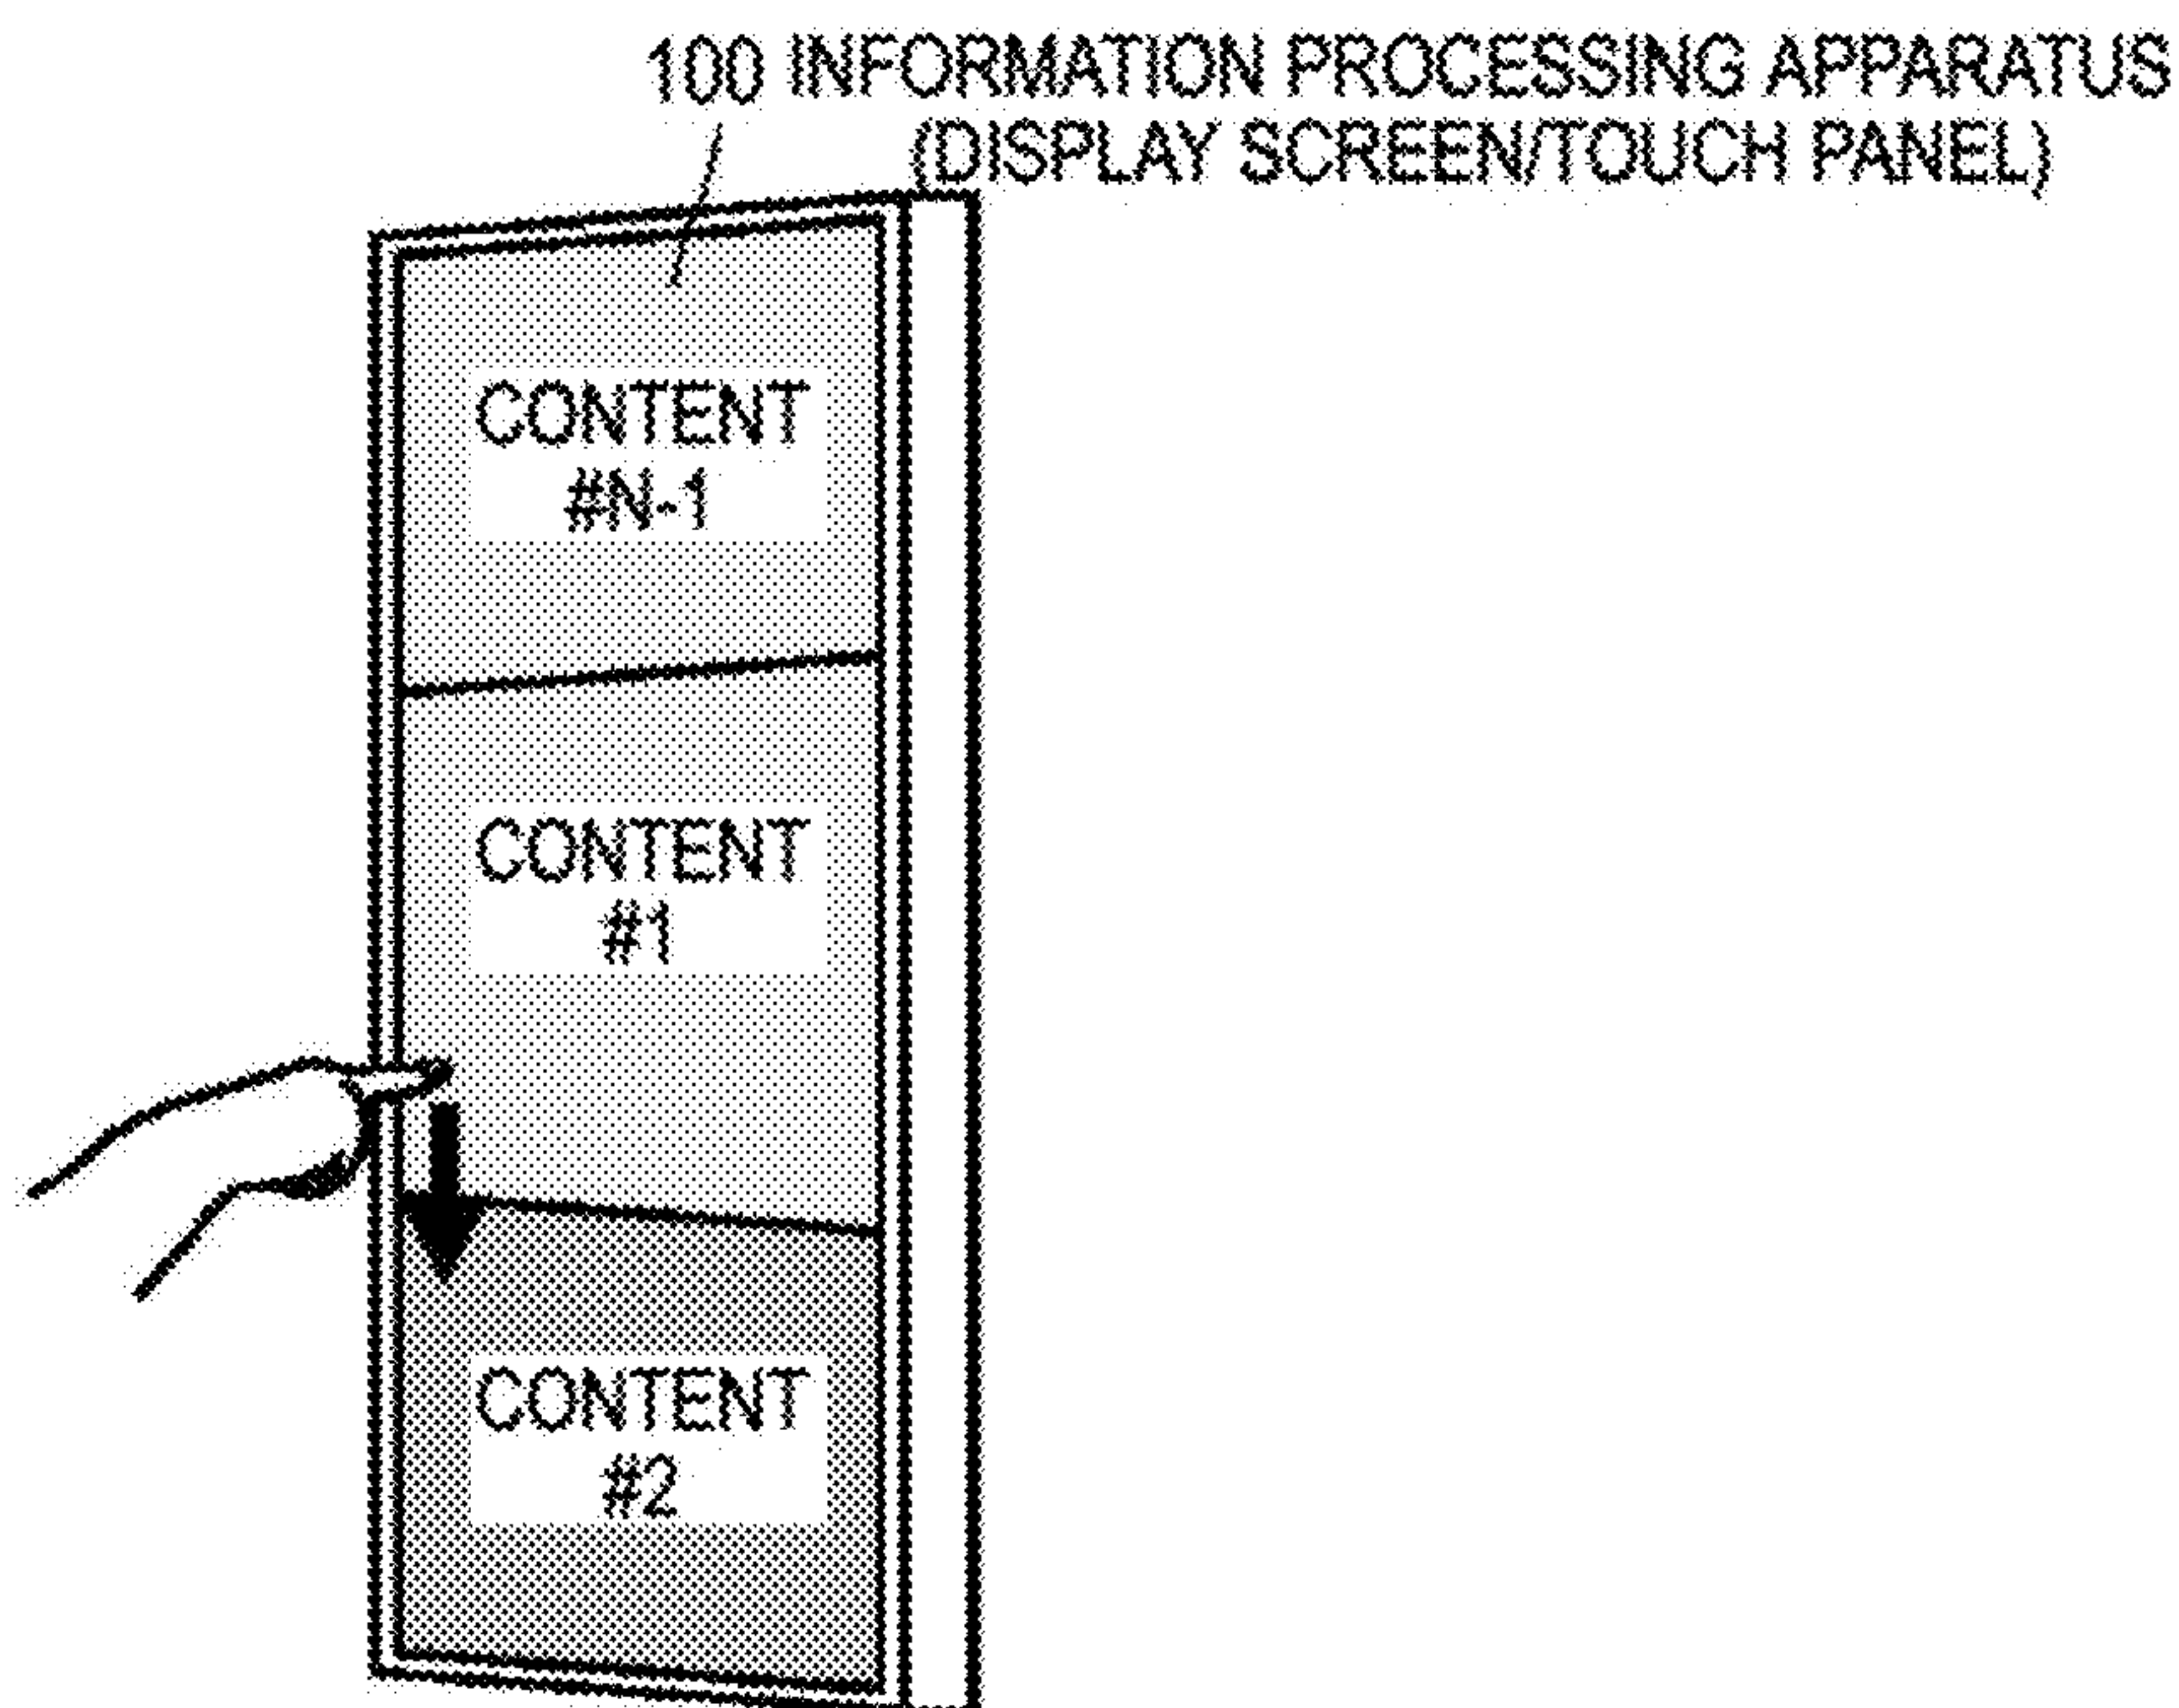 100 INFORMATION PROCESSING APPARATUS
(DISPLAY SCREEN/TOUCH PANEL)
CONTENT
#N-1
CONTENT
#1
CONTENT
#2